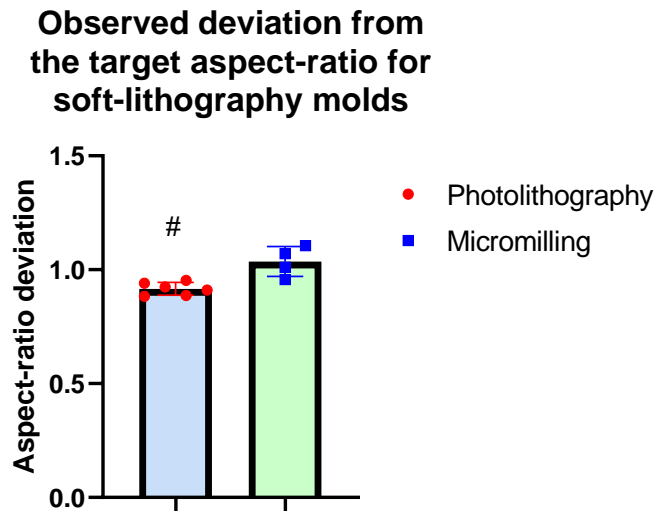 Observed deviation from
the target aspect-ratio for
soft-lithography molds
Aspect-ratio deviation
1.5
1.0
0.5
0.0
#
Photolithography
Micromilling